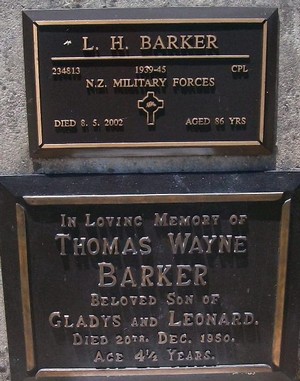 L. H. BARKER
234813 1939-45 CPL
N.Z. MILITARY FORCES
DIED 8. 5. 2002 AGED 86 YRS
IN LOVING MEMORY OF
THOMAS WAYNE
BARKER
BELOVED SON OF
GLADYS AND LEONARD.
DIED 20TH. DEC. 1950.
AGE 4½ YEARS.